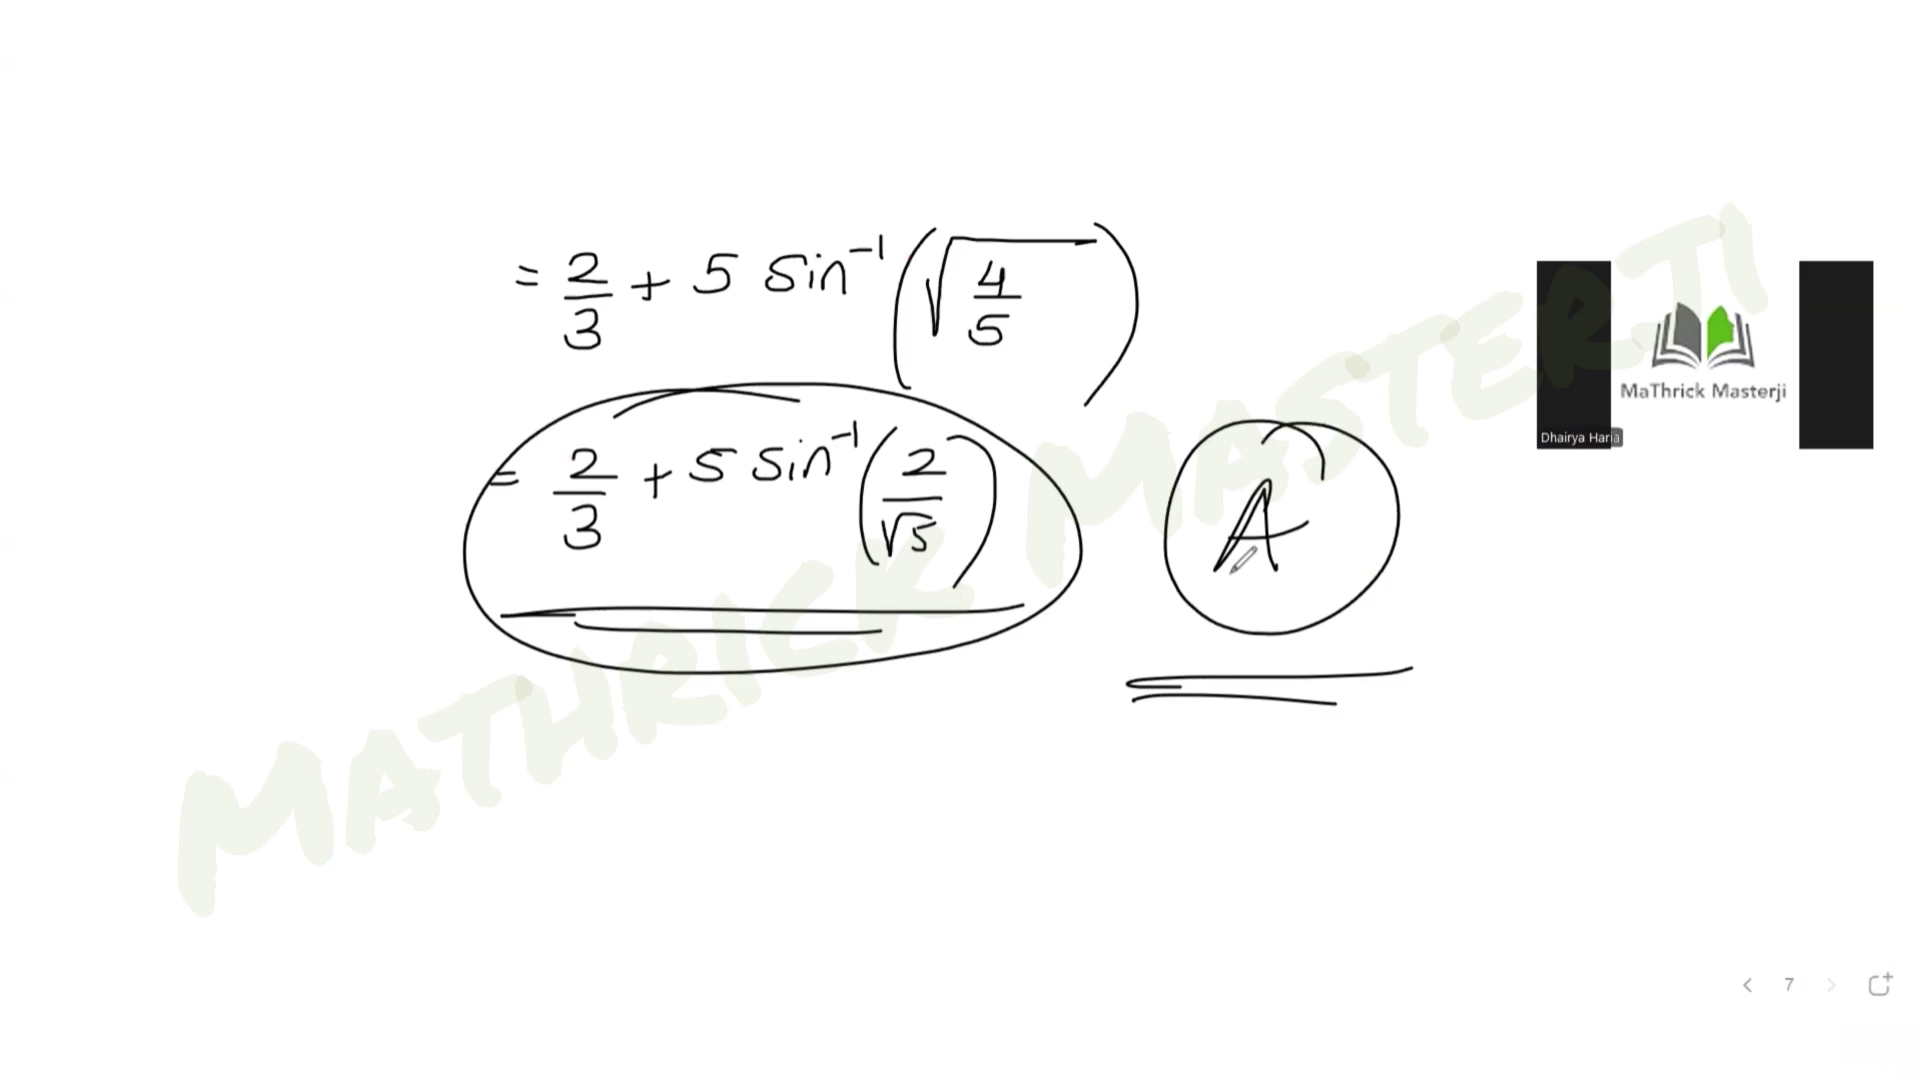 = 2/3 + 5 Sin⁻¹ (√(4/5))
= 2/3 + 5 Sin⁻¹ (2/√5)
A
MATHRICK MASTERJI
MaThrick Masterji
Dhairya Haria
< 7 >